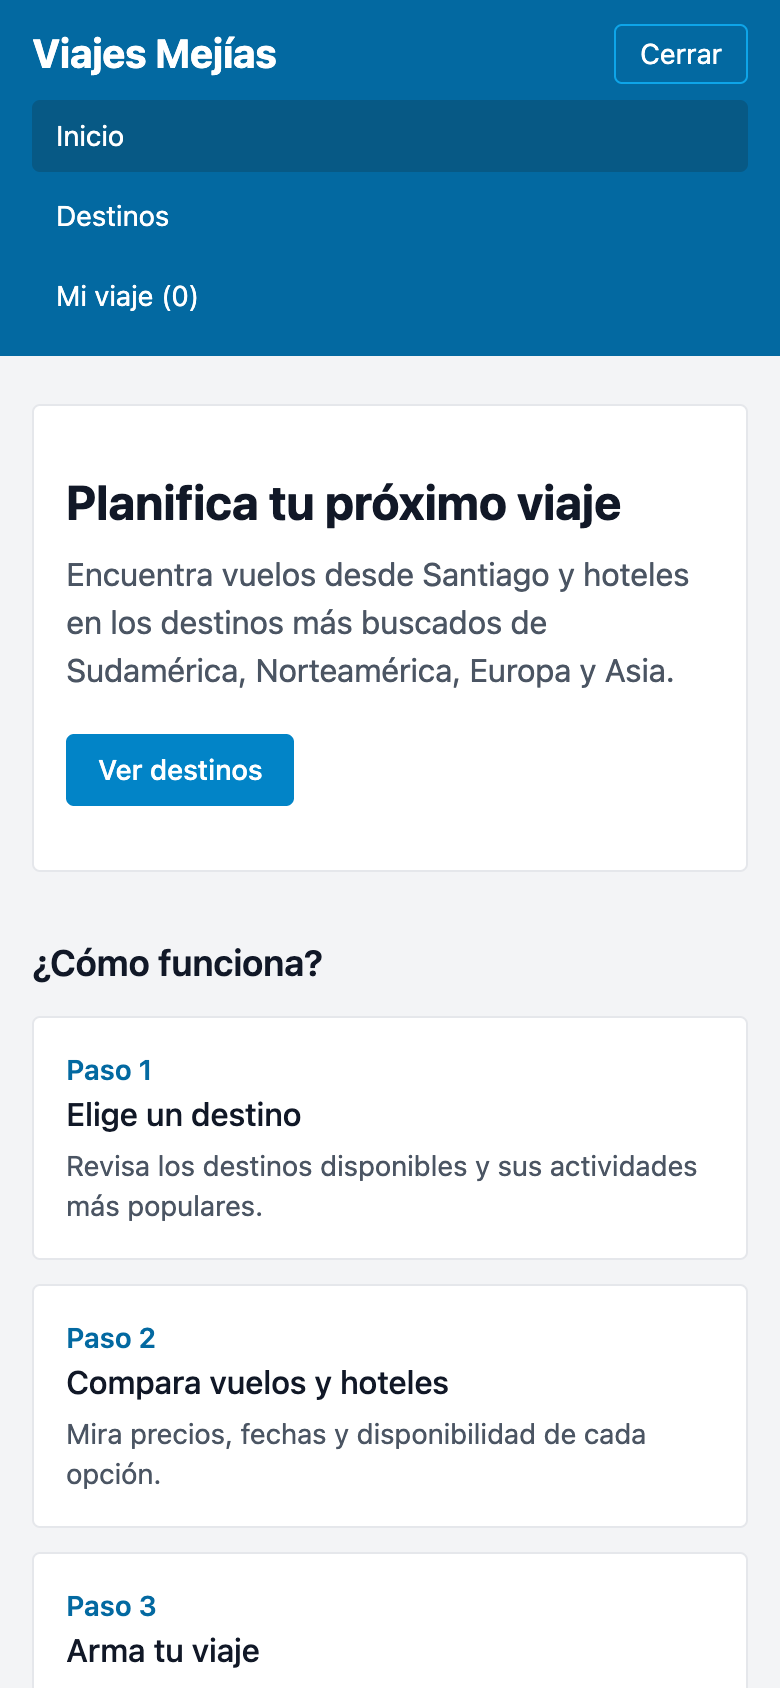 Viajes Mejías
Cerrar
Inicio
Destinos
Mi viaje (0)
Planifica tu próximo viaje
Encuentra vuelos desde Santiago y hoteles
en los destinos más buscados de
Sudamérica, Norteamérica, Europa y Asia.
Ver destinos
¿Cómo funciona?
Paso 1
Elige un destino
Revisa los destinos disponibles y sus actividades
más populares.
Paso 2
Compara vuelos y hoteles
Mira precios, fechas y disponibilidad de cada
opción.
Paso 3
Arma tu viaje